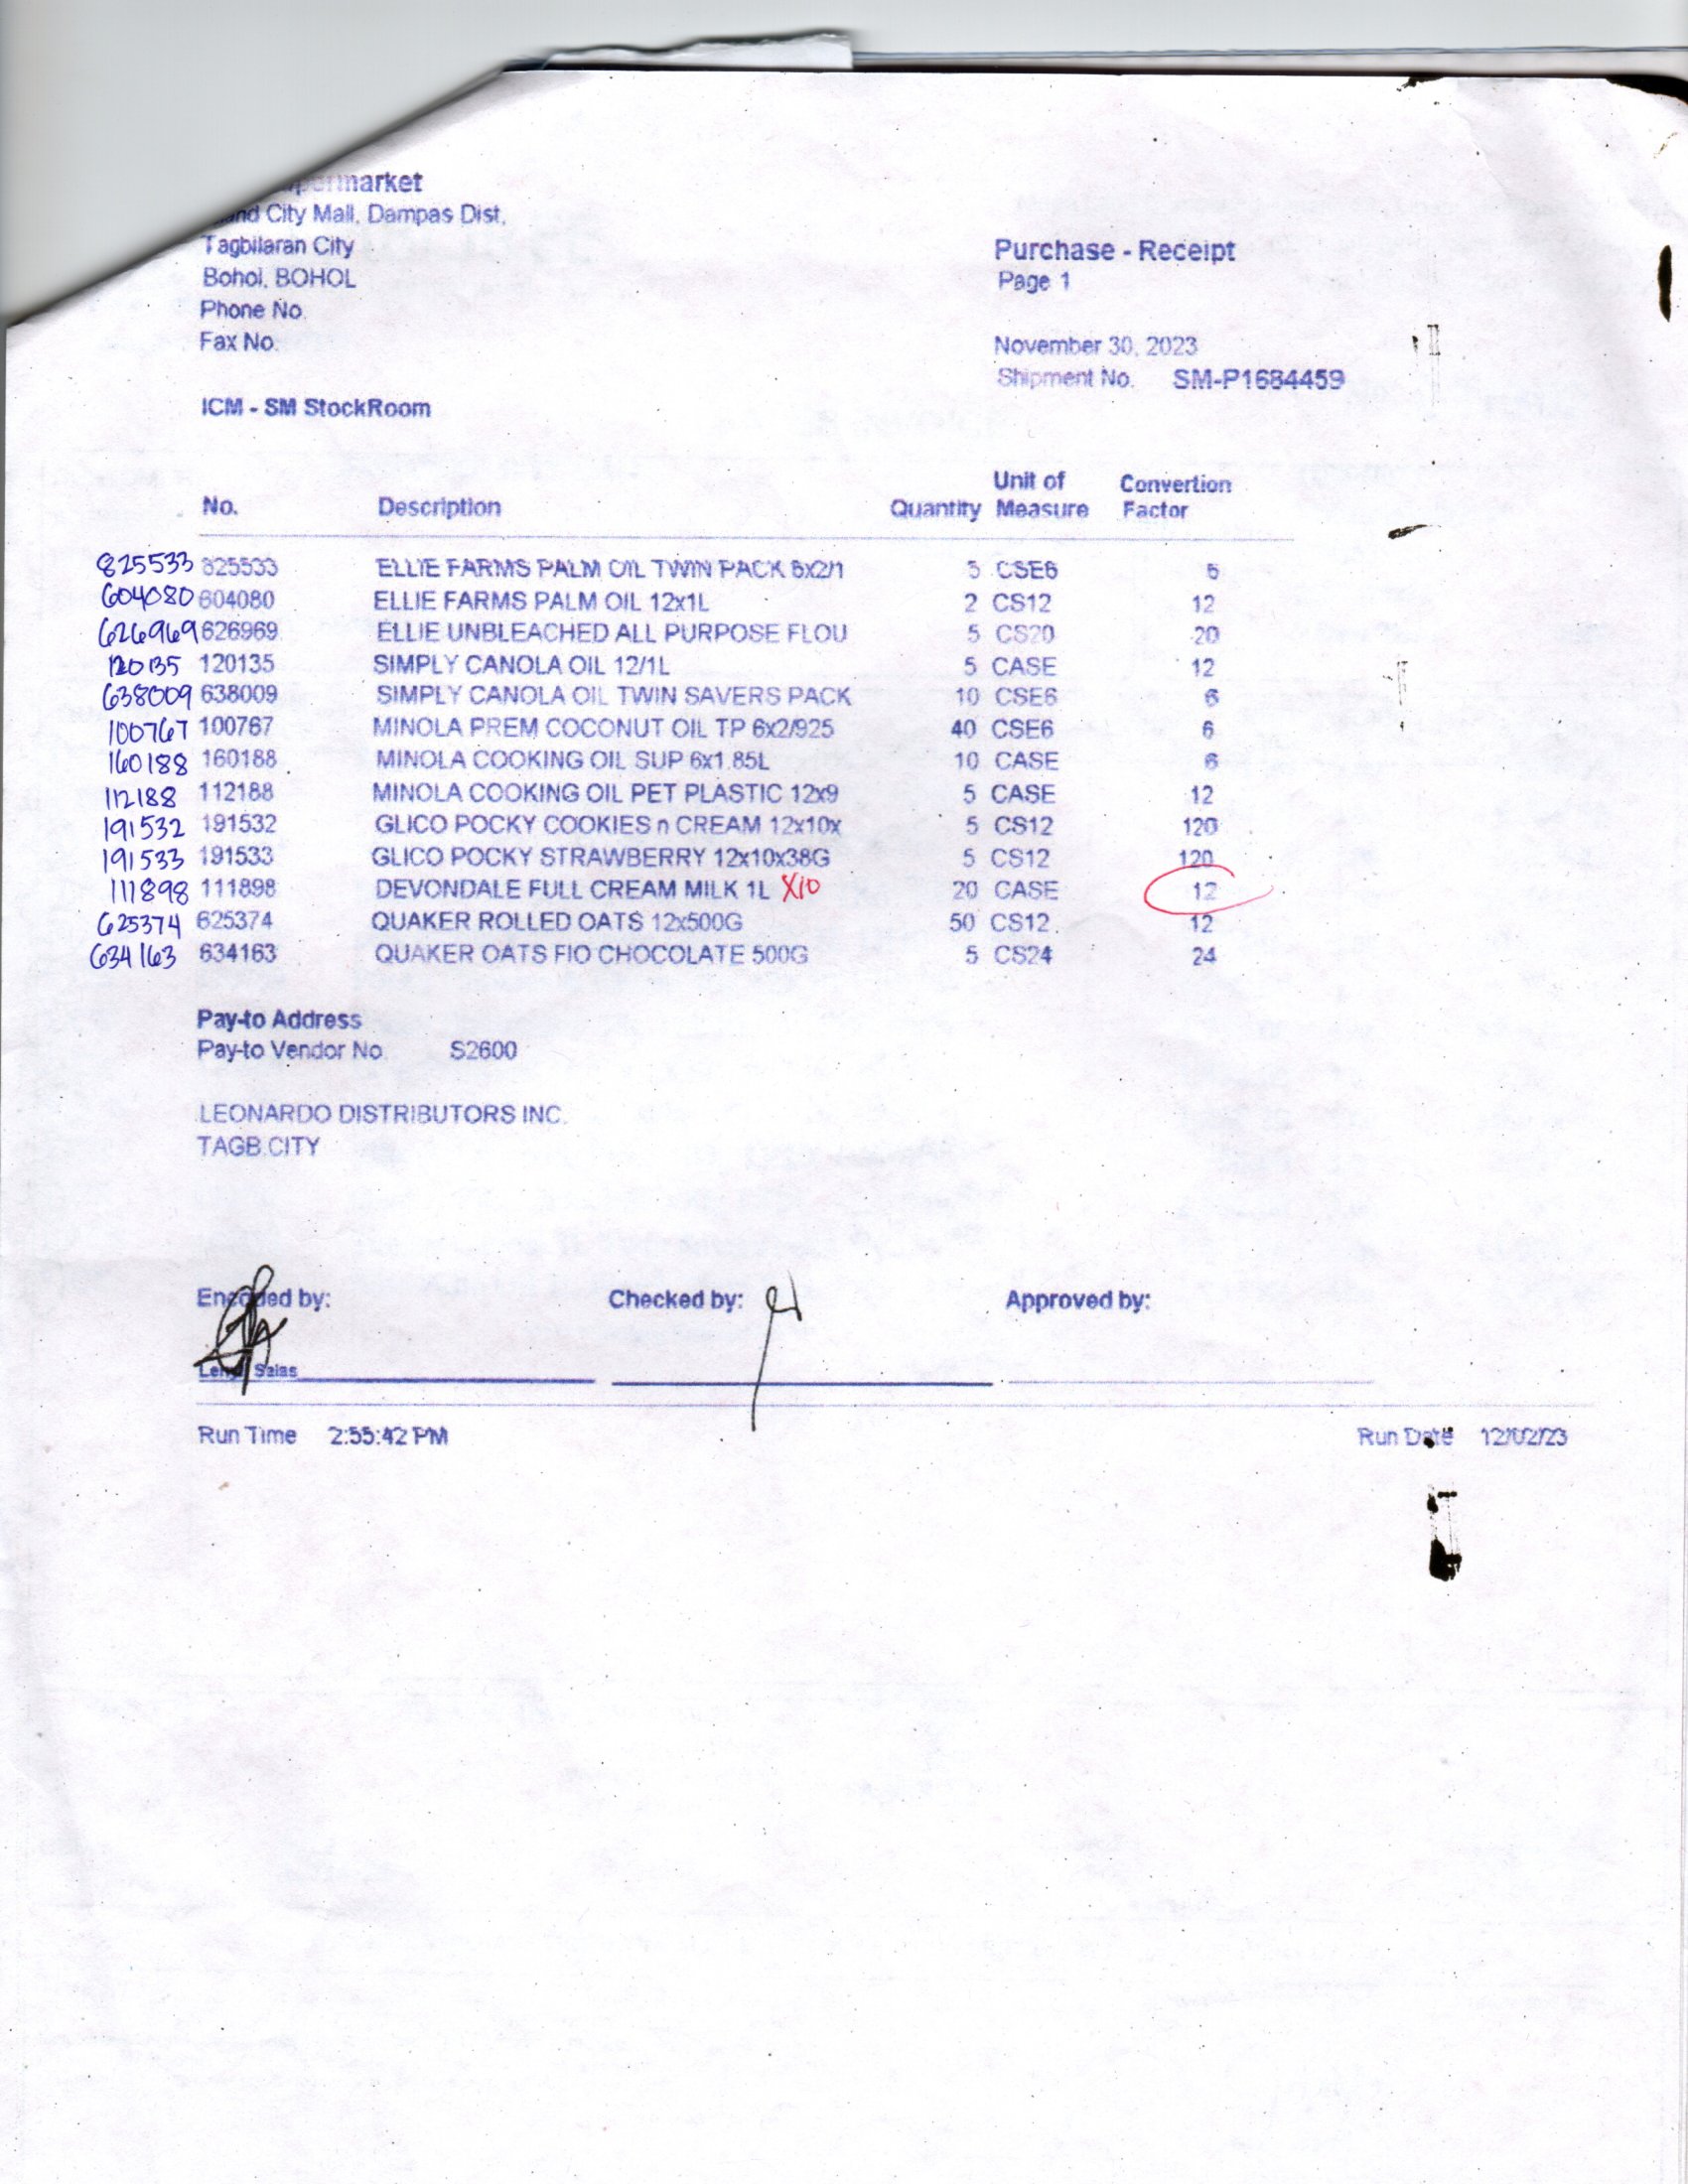 City Mall, Dampas Dist,
Tagbilaran City
Bohol, BOHOL
Phone No.
Fax No.
Purchase - Receipt
Page 1
November 30, 2023
Shipment No. SM-P1684459
ICM - SM StockRoom
No. Description Quantity Unit of Measure Convertion Factor
825533 825533 ELLIE FARMS PALM OIL TWIN PACK 6x2/1 5 CSE6 6
604080 604080 ELLIE FARMS PALM OIL 12x1L 2 CS12 12
626969 626969 ELLIE UNBLEACHED ALL PURPOSE FLOU 5 CS20 20
120135 120135 SIMPLY CANOLA OIL 12/1L 5 CASE 12
638009 638009 SIMPLY CANOLA OIL TWIN SAVERS PACK 10 CSE6 6
100767 100767 MINOLA PREM COCONUT OIL TP 6x2/925 40 CSE6 6
160188 160188 MINOLA COOKING OIL SUP 6x1.85L 10 CASE 6
112188 112188 MINOLA COOKING OIL PET PLASTIC 12x9 5 CASE 12
191532 191532 GLICO POCKY COOKIES n CREAM 12x10x 5 CS12 120
191533 191533 GLICO POCKY STRAWBERRY 12x10x38G 5 CS12 120
111898 111898 DEVONDALE FULL CREAM MILK 1L X10 20 CASE 12
625374 625374 QUAKER ROLLED OATS 12x500G 50 CS12 12
634163 634163 QUAKER OATS FIO CHOCOLATE 500G 5 CS24 24
Pay-to Address
Pay-to Vendor No. S2600
LEONARDO DISTRIBUTORS INC.
TAGB.CITY
Encoded by: Checked by: Approved by:
Salas
Run Time 2:55:42 PM Run Date 12/02/23